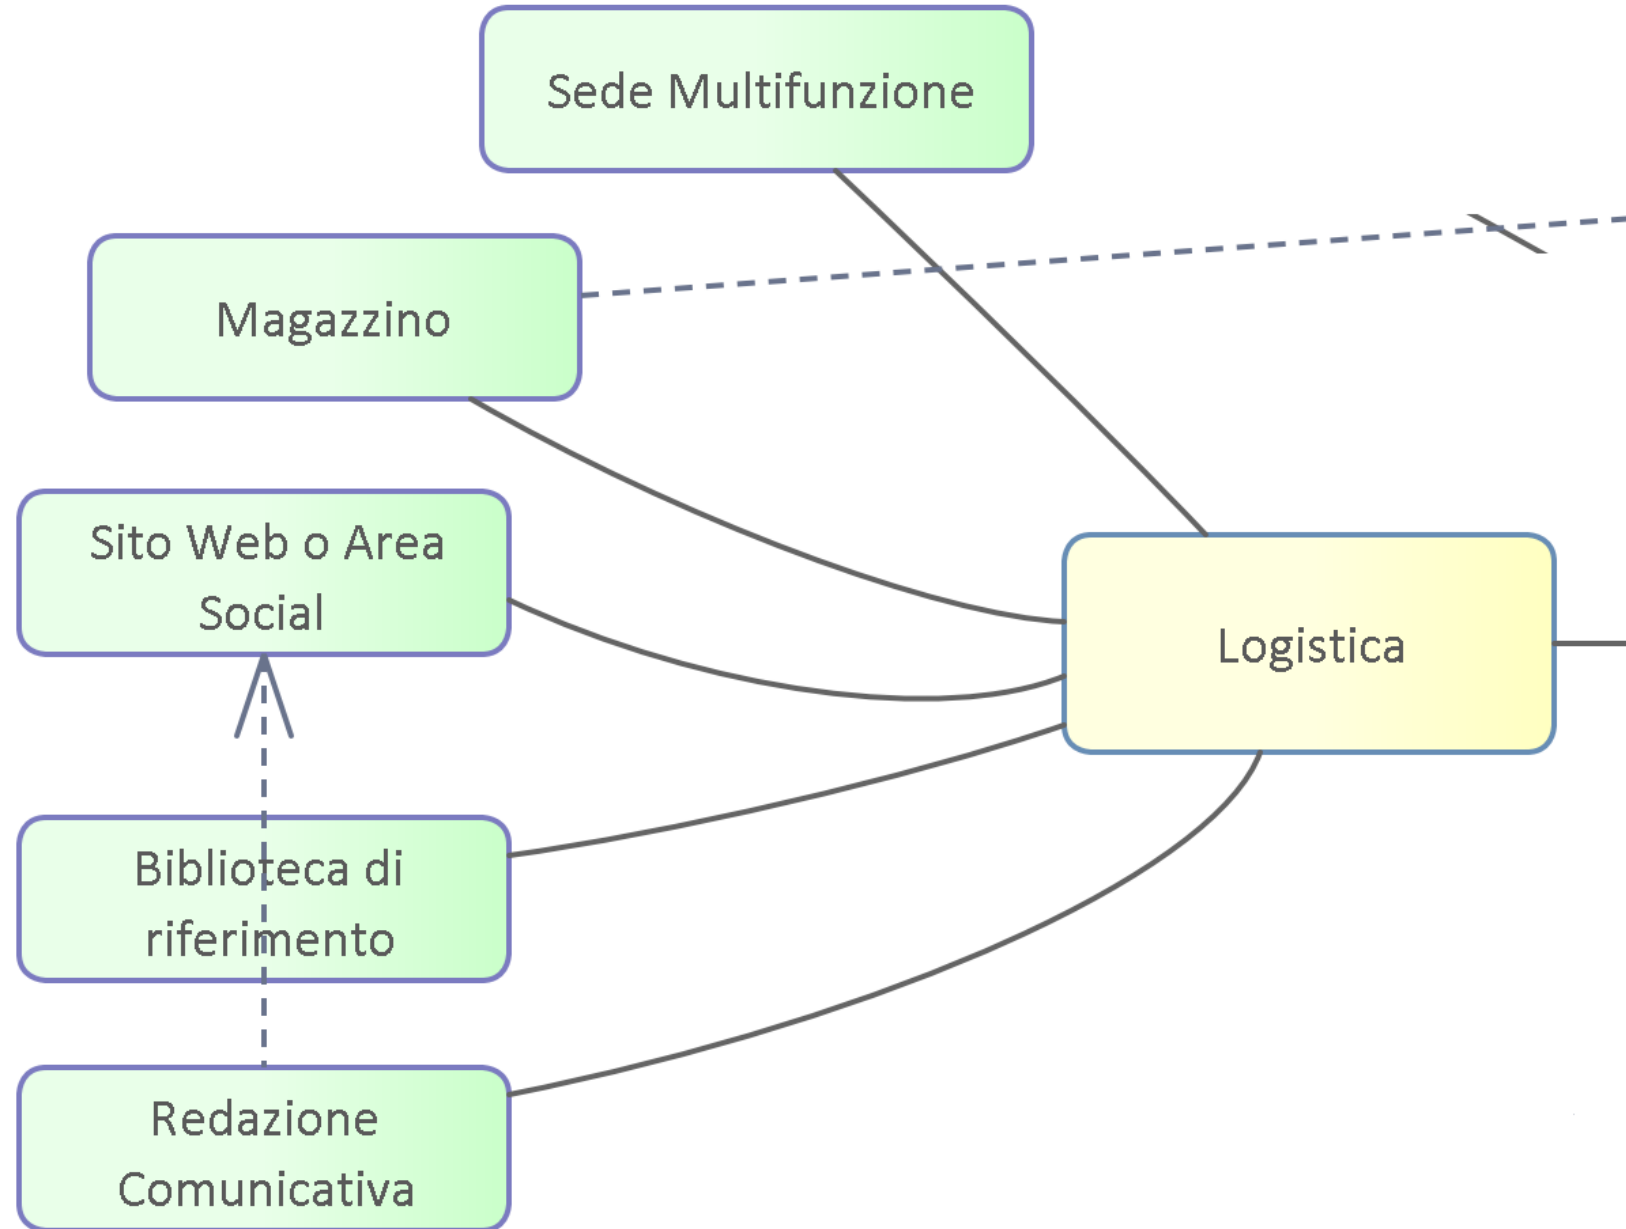 Sede Multifunzione
Magazzino
Sito Web o Area
Social
Logistica
Biblioteca di
riferimento
Redazione
Comunicativa